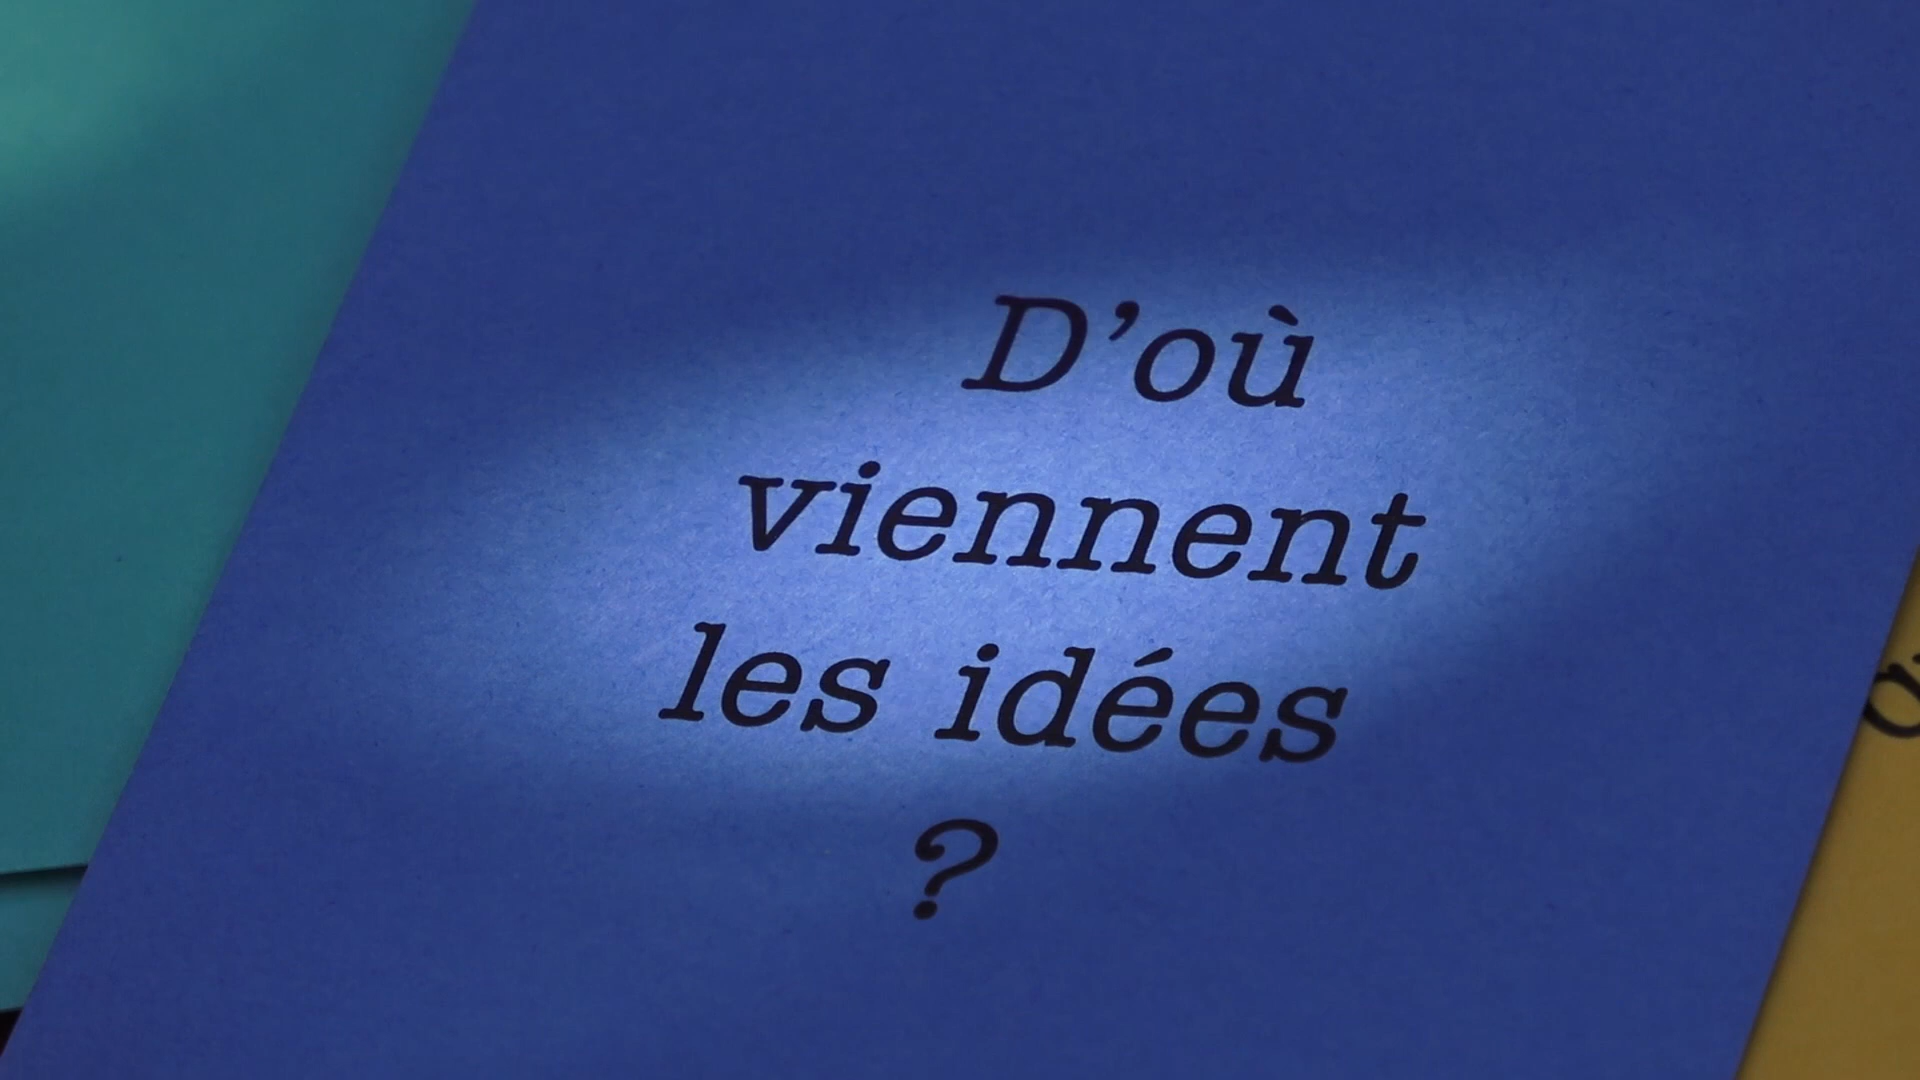 D’où
viennent
les idées
?